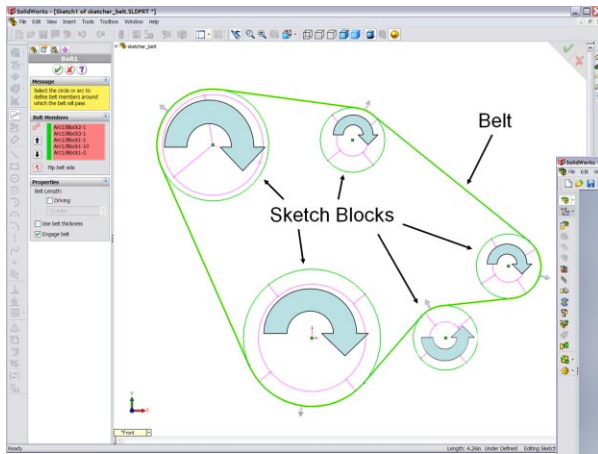 SolidWorks - [Sketch1 of sketcher_belt.SLDPRT *]
File Edit View Insert Tools Toolbox Window Help
sketcher_belt
Belt1
Message
Select the circle or arc to
define belt members around
which the belt will pass
Belt Members
Arc1/Block2-1
Arc1/Block3-1
Arc1/Block1-1
Arc1/Block1-10
Arc1/Block1-2
Flip belt side
Properties
Belt Length:
Driving
Use belt thickness
Engage belt
Belt
Sketch Blocks
SolidWorks
File Edit
Y
X
*Front
Ready
Length: 4.26in Under Defined Editing Sketch